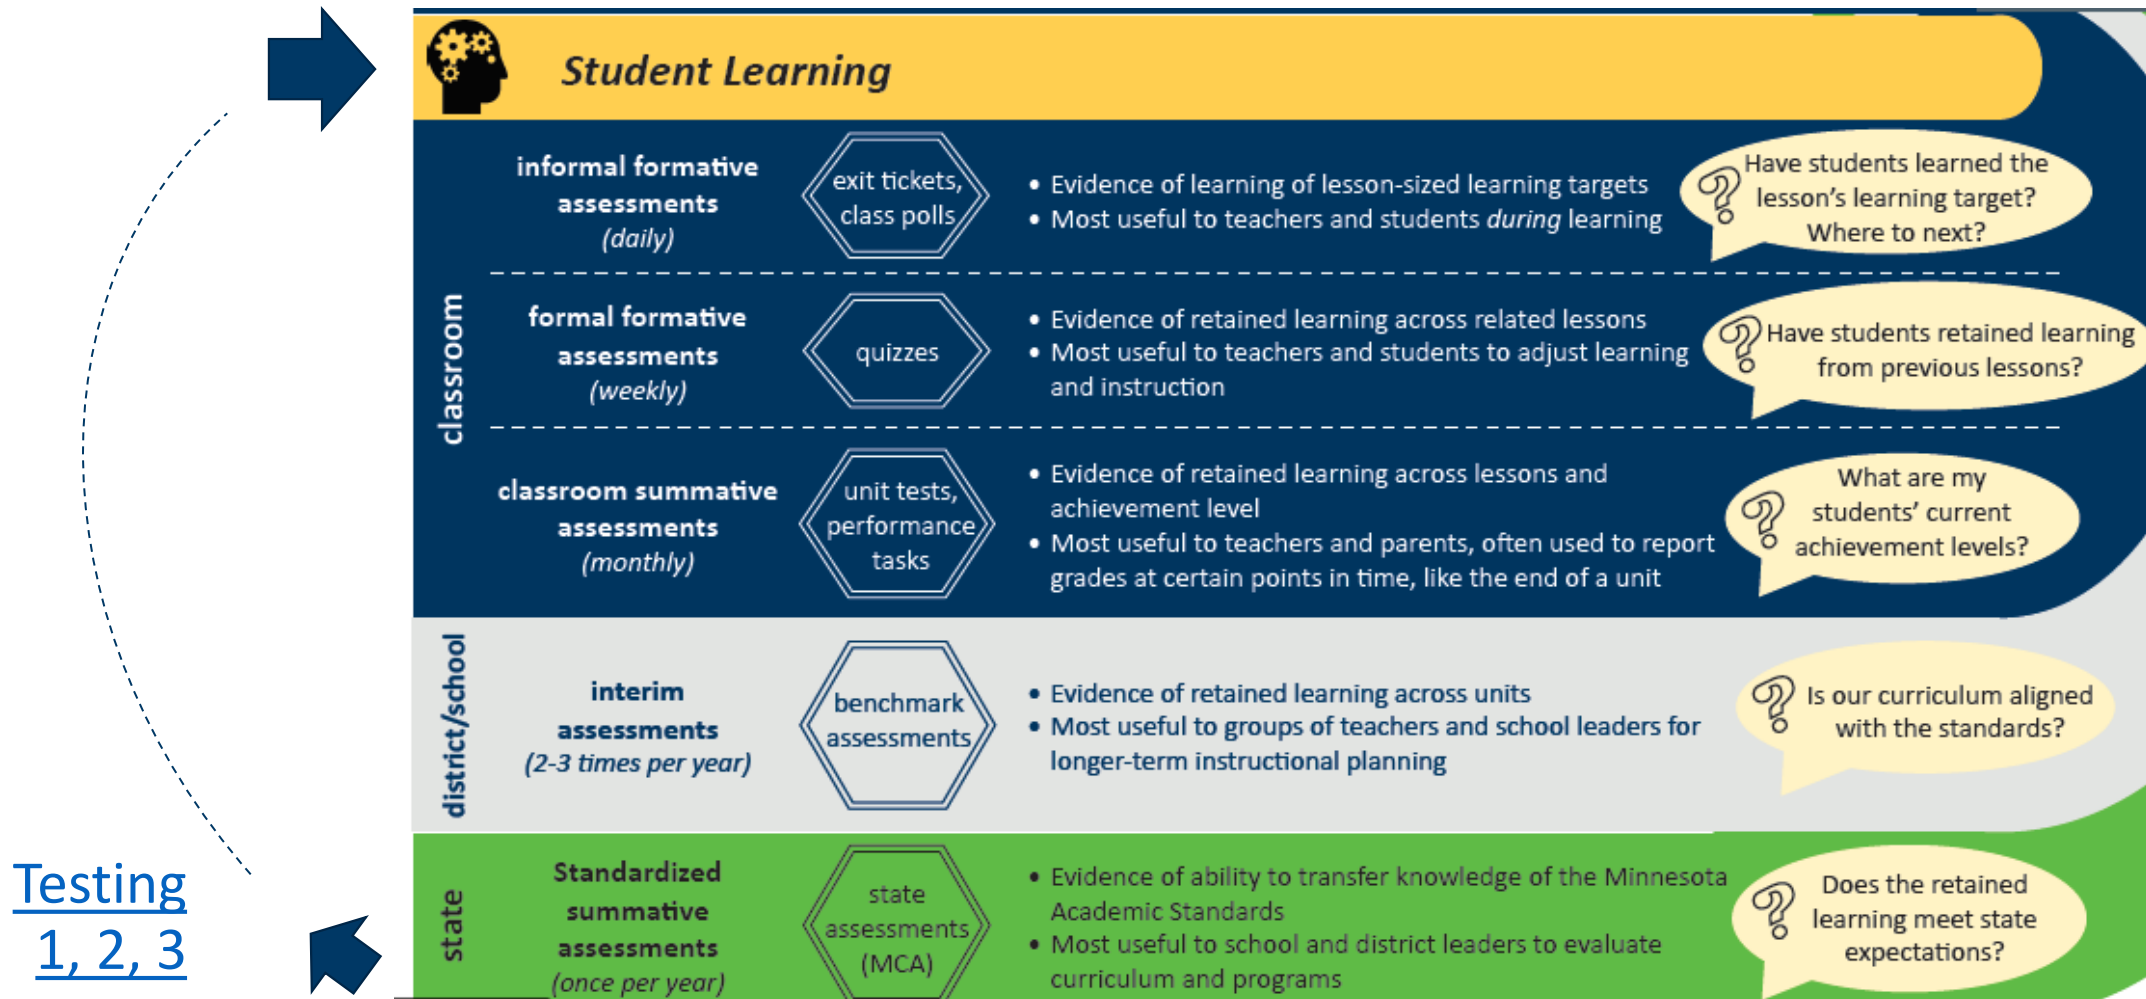 Student Learning
classroom
informal formative
assessments
(daily)
exit tickets,
class polls
• Evidence of learning of lesson-sized learning targets
• Most useful to teachers and students during learning
Have students learned the
lesson's learning target?
Where to next?
formal formative
assessments
(weekly)
quizzes
• Evidence of retained learning across related lessons
• Most useful to teachers and students to adjust learning
and instruction
Have students retained learning
from previous lessons?
classroom summative
assessments
(monthly)
unit tests,
performance
tasks
• Evidence of retained learning across lessons and
achievement level
• Most useful to teachers and parents, often used to report
grades at certain points in time, like the end of a unit
What are my
students' current
achievement levels?
district/school
interim
assessments
(2-3 times per year)
benchmark
assessments
• Evidence of retained learning across units
• Most useful to groups of teachers and school leaders for
longer-term instructional planning
Is our curriculum aligned
with the standards?
state
Standardized
summative
assessments
(once per year)
state
assessments
(MCA)
• Evidence of ability to transfer knowledge of the Minnesota
Academic Standards
• Most useful to school and district leaders to evaluate
curriculum and programs
Does the retained
learning meet state
expectations?
Testing
1, 2, 3